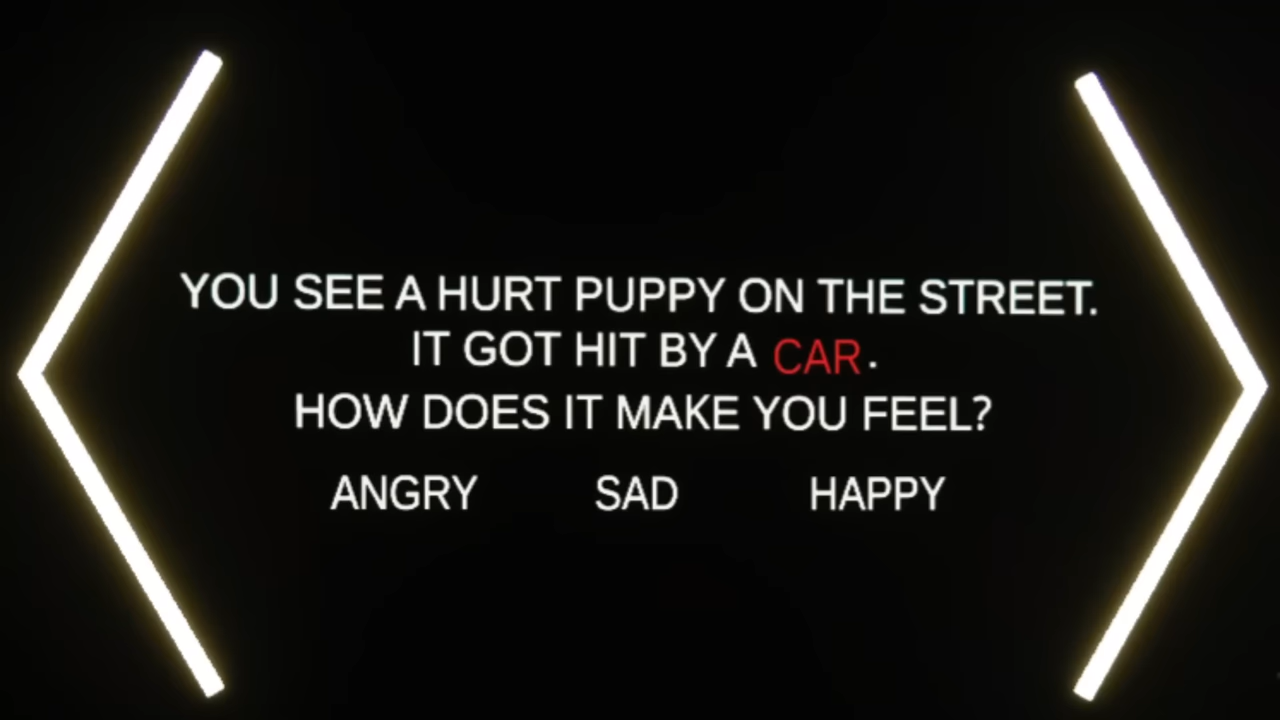 YOU SEE A HURT PUPPY ON THE STREET.
IT GOT HIT BY A CAR.
HOW DOES IT MAKE YOU FEEL?
ANGRY SAD HAPPY